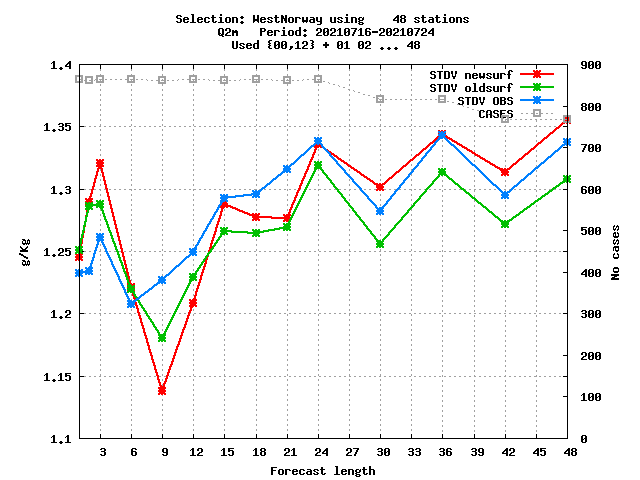 Selection: WestNorway using    48 stations
Q2m   Period: 20210716-20210724
Used {00,12} + 01 02 ... 48
STDV newsurf
STDV oldsurf
STDV OBS
CASES
1.4
1.35
1.3
1.25
1.2
1.15
1.1
g/Kg
900
800
700
600
500
400
300
200
100
0
No cases
3 6 9 12 15 18 21 24 27 30 33 36 39 42 45 48
Forecast length